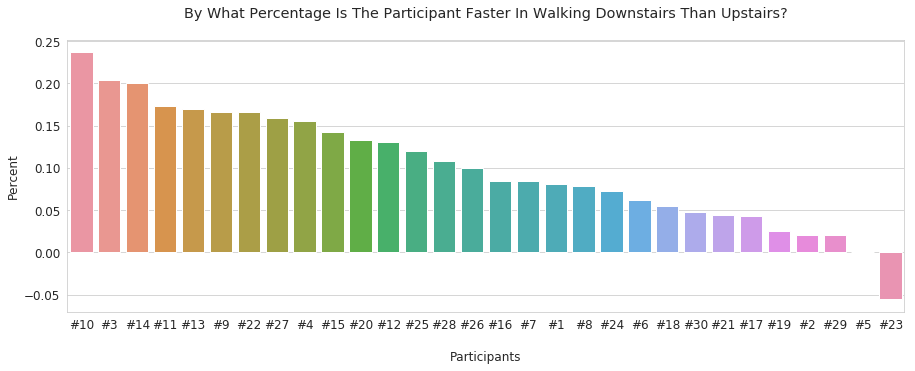 By What Percentage Is The Participant Faster In Walking Downstairs Than Upstairs?
0.25
0.20
0.15
0.10
0.05
0.00
−0.05
Percent
#10 #3 #14 #11 #13 #9 #22 #27 #4 #15 #20 #12 #25 #28 #26 #16 #7 #1 #8 #24 #6 #18 #30 #21 #17 #19 #2 #29 #5 #23
Participants